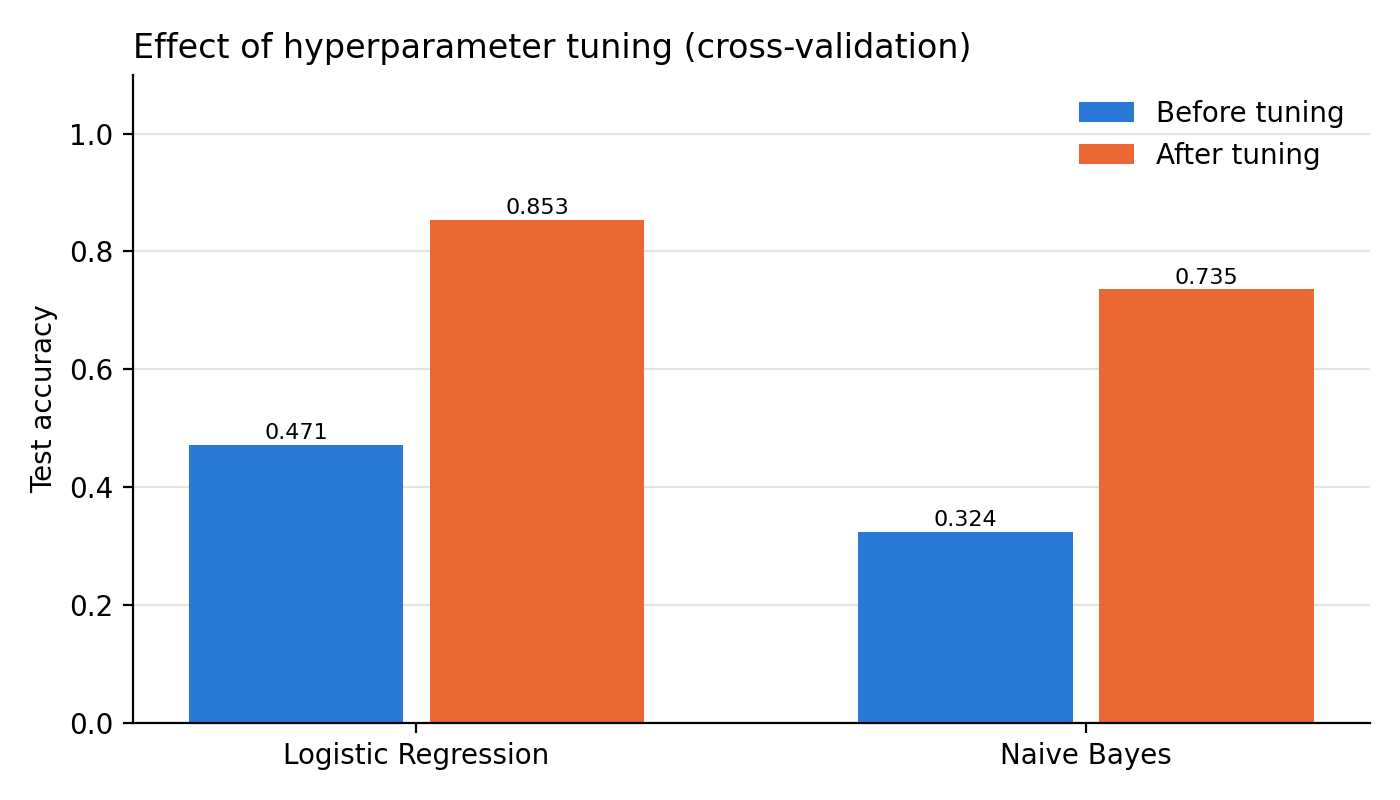 Effect of hyperparameter tuning (cross-validation)
Before tuning
After tuning
Test accuracy
1.0
0.8
0.6
0.4
0.2
0.0
0.471
0.853
0.324
0.735
Logistic Regression
Naive Bayes